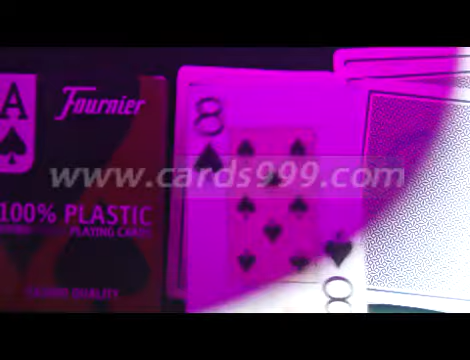 A
Fournier
8
www.cards999.com
100% PLASTIC
PLAYING CARDS
8